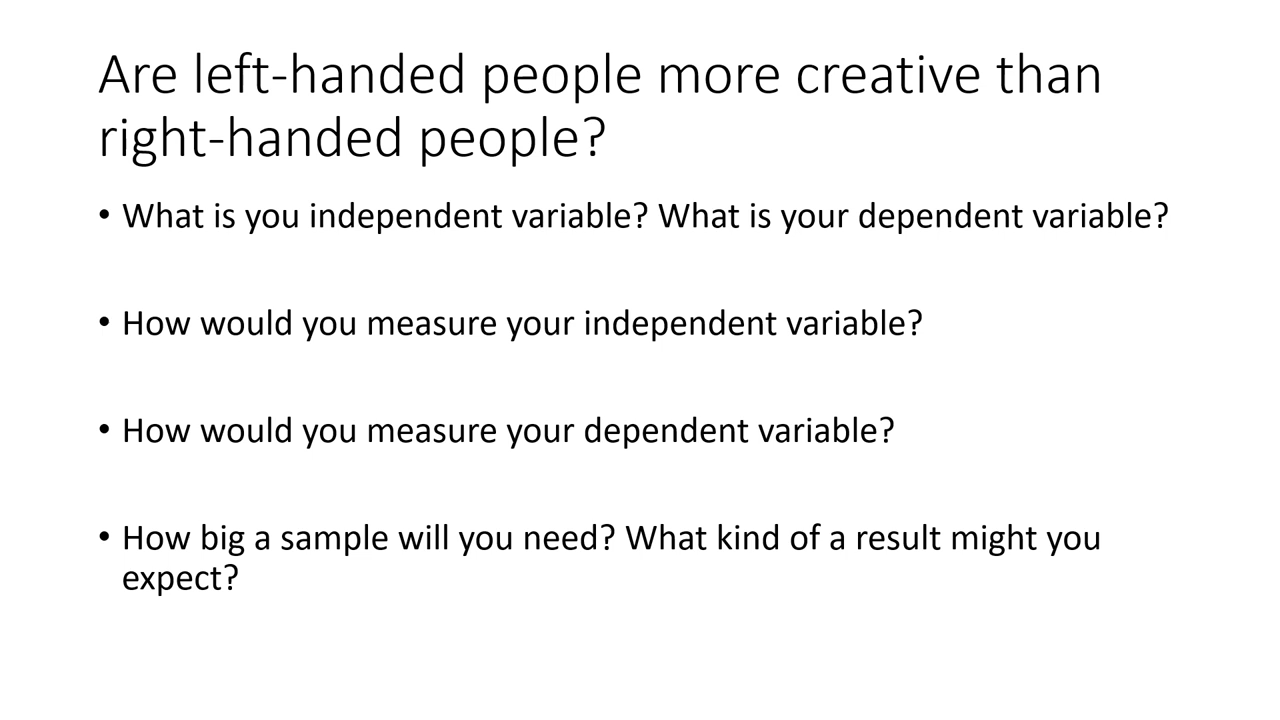 Are left-handed people more creative than
right-handed people?
• What is you independent variable? What is your dependent variable?
• How would you measure your independent variable?
• How would you measure your dependent variable?
• How big a sample will you need? What kind of a result might you
expect?